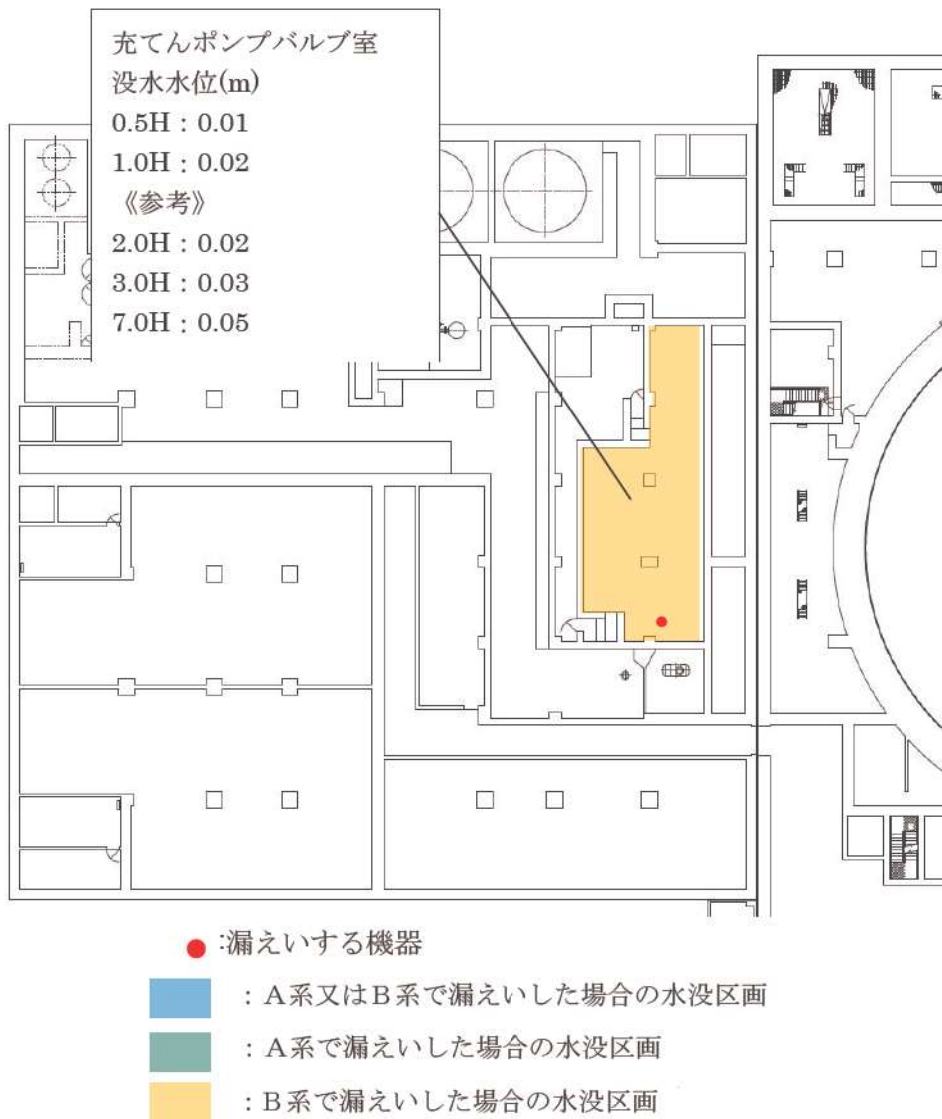 充てんポンプバルブ室
没水水位(m)
0.5H：0.01
1.0H：0.02
《参考》
2.0H：0.02
3.0H：0.03
7.0H：0.05
:漏えいする機器
：A系又はB系で漏えいした場合の水没区画
：A系で漏えいした場合の水没区画
：B系で漏えいした場合の水没区画